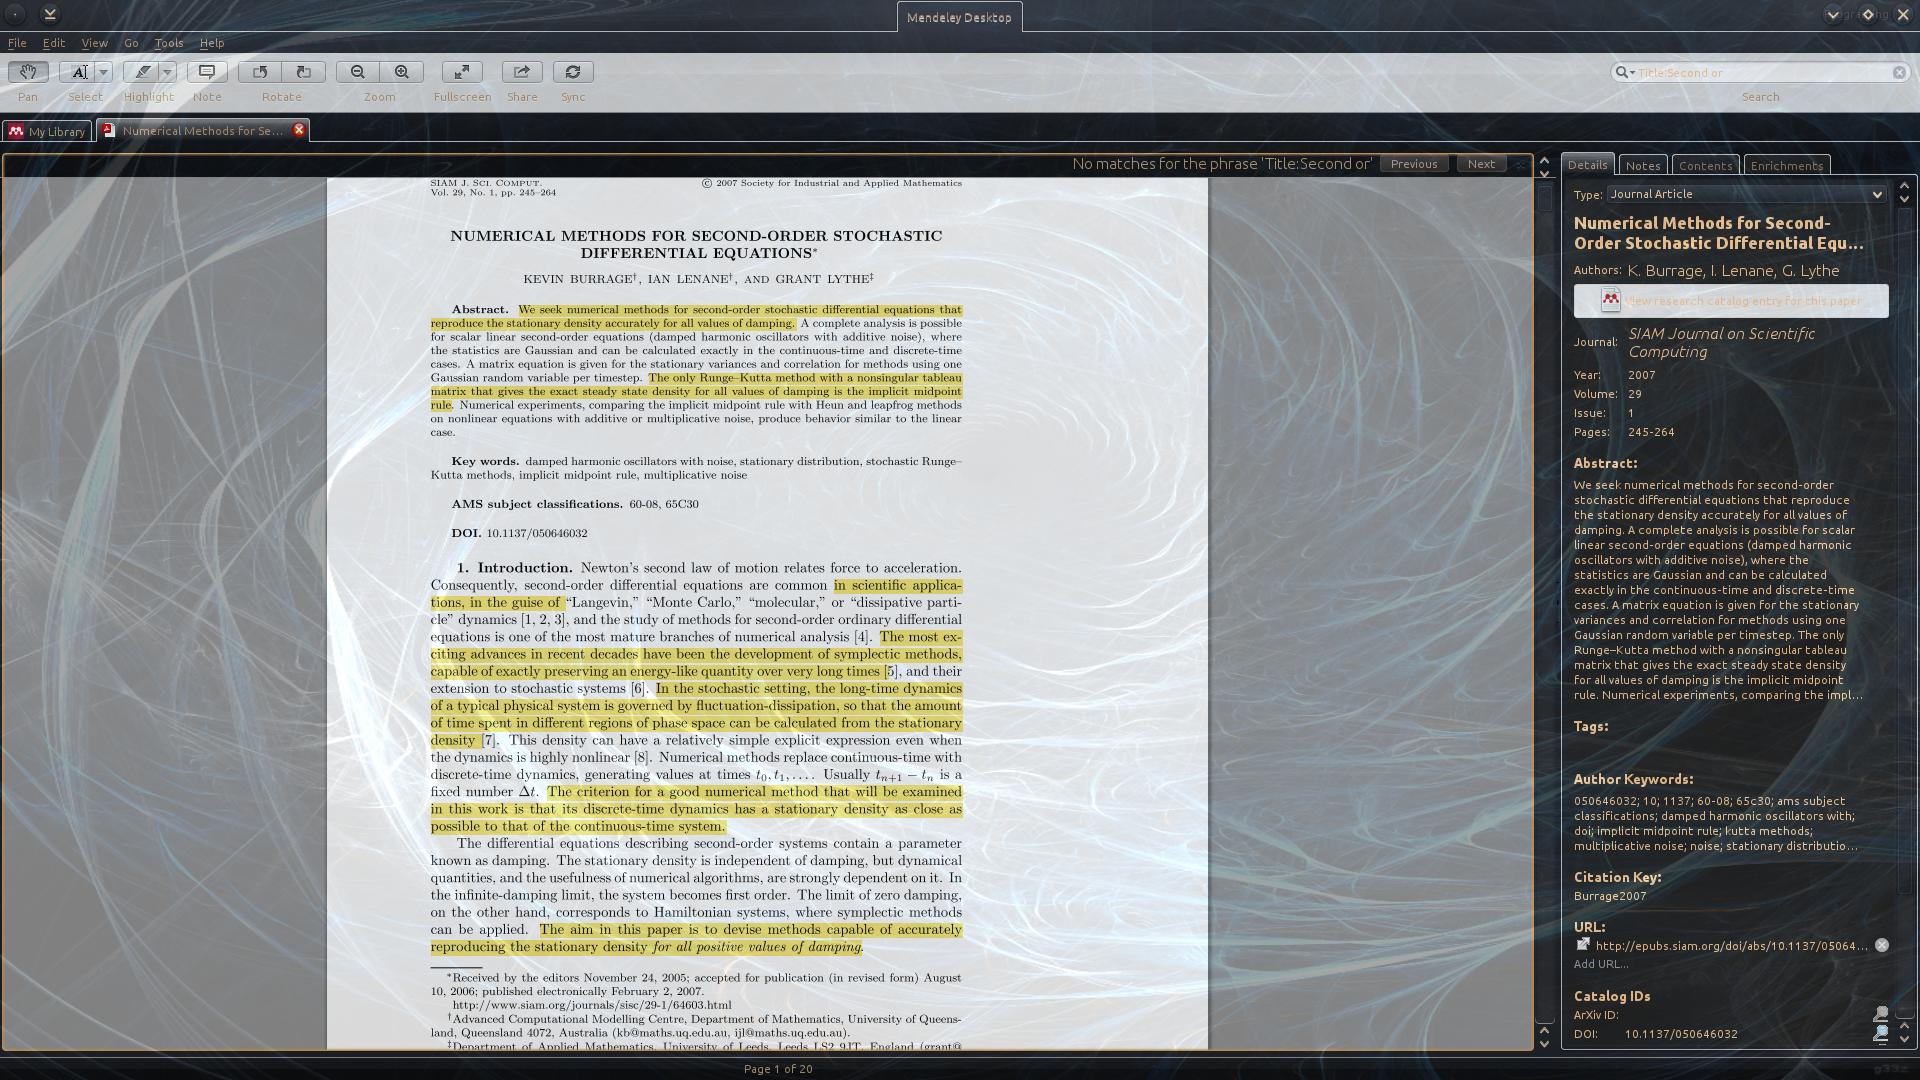 Mendeley Desktop
File Edit View Go Tools Help
Pan Select Highlight Note Rotate Zoom Fullscreen Share Sync
Title:Second or
Search
My Library
Numerical Methods for Se...
No matches for the phrase 'Title:Second or' Previous Next
SIAM J. SCI. COMPUT.
Vol. 29, No. 1, pp. 245–264
© 2007 Society for Industrial and Applied Mathematics
NUMERICAL METHODS FOR SECOND-ORDER STOCHASTIC
DIFFERENTIAL EQUATIONS*
KEVIN BURRAGE†, IAN LENANE†, AND GRANT LYTHE‡
Abstract. We seek numerical methods for second-order stochastic differential equations that
reproduce the stationary density accurately for all values of damping. A complete analysis is possible
for scalar linear second-order equations (damped harmonic oscillators with additive noise), where
the statistics are Gaussian and can be calculated exactly in the continuous-time and discrete-time
cases. A matrix equation is given for the stationary variances and correlation for methods using one
Gaussian random variable per timestep. The only Runge–Kutta method with a nonsingular tableau
matrix that gives the exact steady state density for all values of damping is the implicit midpoint
rule. Numerical experiments, comparing the implicit midpoint rule with Heun and leapfrog methods
on nonlinear equations with additive or multiplicative noise, produce behavior similar to the linear
case.
Key words. damped harmonic oscillators with noise, stationary distribution, stochastic Runge–
Kutta methods, implicit midpoint rule, multiplicative noise
AMS subject classifications. 60-08, 65C30
DOI. 10.1137/050646032
1. Introduction. Newton's second law of motion relates force to acceleration.
Consequently, second-order differential equations are common in scientific applica-
tions, in the guise of “Langevin,” “Monte Carlo,” “molecular,” or “dissipative parti-
cle” dynamics [1, 2, 3], and the study of methods for second-order ordinary differential
equations is one of the most mature branches of numerical analysis [4]. The most ex-
citing advances in recent decades have been the development of symplectic methods,
capable of exactly preserving an energy-like quantity over very long times [5], and their
extension to stochastic systems [6]. In the stochastic setting, the long-time dynamics
of a typical physical system is governed by fluctuation-dissipation, so that the amount
of time spent in different regions of phase space can be calculated from the stationary
density [7]. This density can have a relatively simple explicit expression even when
the dynamics is highly nonlinear [8]. Numerical methods replace continuous-time with
discrete-time dynamics, generating values at times t₀, t₁, .... Usually tₙ₊₁ − tₙ is a
fixed number Δt. The criterion for a good numerical method that will be examined
in this work is that its discrete-time dynamics has a stationary density as close as
possible to that of the continuous-time system.
The differential equations describing second-order systems contain a parameter
known as damping. The stationary density is independent of damping, but dynamical
quantities, and the usefulness of numerical algorithms, are strongly dependent on it. In
the infinite-damping limit, the system becomes first order. The limit of zero damping,
on the other hand, corresponds to Hamiltonian systems, where symplectic methods
can be applied. The aim in this paper is to devise methods capable of accurately
reproducing the stationary density for all positive values of damping.
*Received by the editors November 24, 2005; accepted for publication (in revised form) August
10, 2006; published electronically February 2, 2007.
http://www.siam.org/journals/sisc/29-1/64603.html
†Advanced Computational Modelling Centre, Department of Mathematics, University of Queens-
land, Queensland 4072, Australia (kb@maths.uq.edu.au, ijl@maths.uq.edu.au).
‡Department of Applied Mathematics, University of Leeds, Leeds LS2 9JT, England (grant@
Page 1 of 20
Details Notes Contents Enrichments
Type: Journal Article
Numerical Methods for Second-
Order Stochastic Differential Equ...
Authors: K. Burrage, I. Lenane, G. Lythe
View research catalog entry for this paper
Journal: SIAM Journal on Scientific
Computing
Year: 2007
Volume: 29
Issue: 1
Pages: 245-264
Abstract:
We seek numerical methods for second-order
stochastic differential equations that reproduce
the stationary density accurately for all values of
damping. A complete analysis is possible for scalar
linear second-order equations (damped harmonic
oscillators with additive noise), where the
statistics are Gaussian and can be calculated
exactly in the continuous-time and discrete-time
cases. A matrix equation is given for the stationary
variances and correlation for methods using one
Gaussian random variable per timestep. The only
Runge–Kutta method with a nonsingular tableau
matrix that gives the exact steady state density
for all values of damping is the implicit midpoint
rule. Numerical experiments, comparing the impl...
Tags:
Author Keywords:
050646032; 10; 1137; 60-08; 65c30; ams subject
classifications; damped harmonic oscillators with;
doi; implicit midpoint rule; kutta methods;
multiplicative noise; noise; stationary distributio...
Citation Key:
Burrage2007
URL:
http://epubs.siam.org/doi/abs/10.1137/05064...
Add URL...
Catalog IDs
ArXiv ID:
DOI: 10.1137/050646032